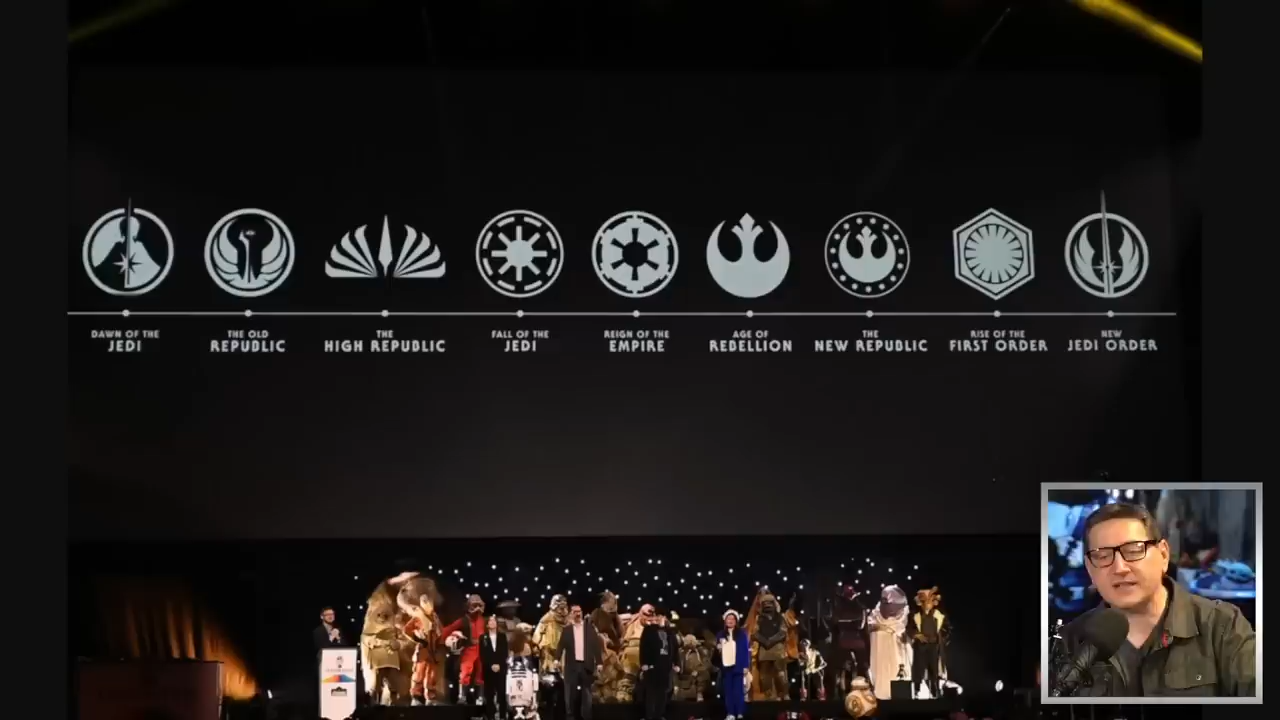 DAWN OF THE
JEDI
THE OLD
REPUBLIC
THE
HIGH REPUBLIC
FALL OF THE
JEDI
REIGN OF THE
EMPIRE
AGE OF
REBELLION
THE
NEW REPUBLIC
RISE OF THE
FIRST ORDER
NEW
JEDI ORDER